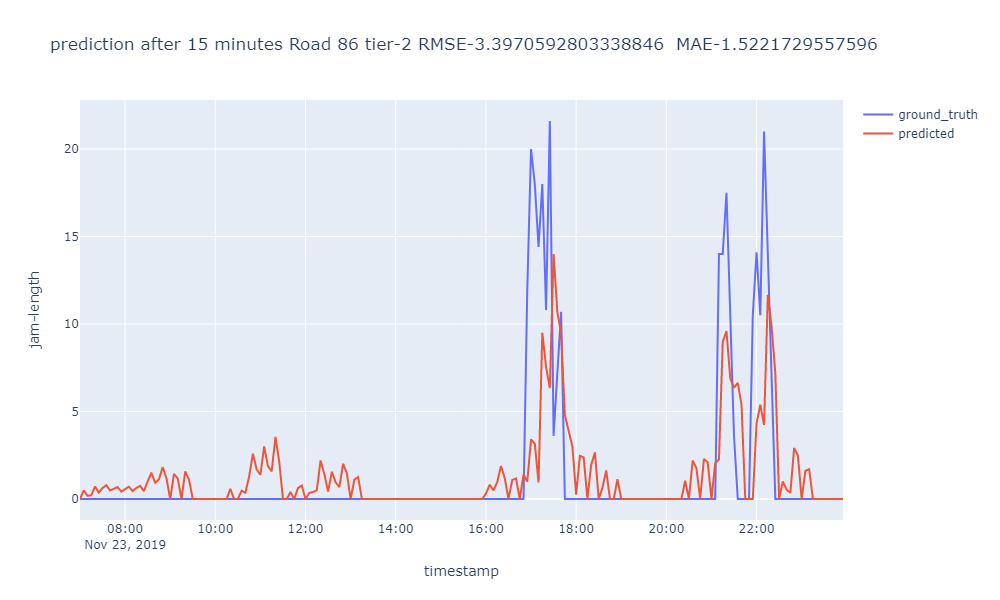 prediction after 15 minutes Road 86 tier-2 RMSE-3.3970592803338846  MAE-1.5221729557596
ground_truth
predicted
20
15
10
5
0
jam-length
08:00 10:00 12:00 14:00 16:00 18:00 20:00 22:00
Nov 23, 2019
timestamp